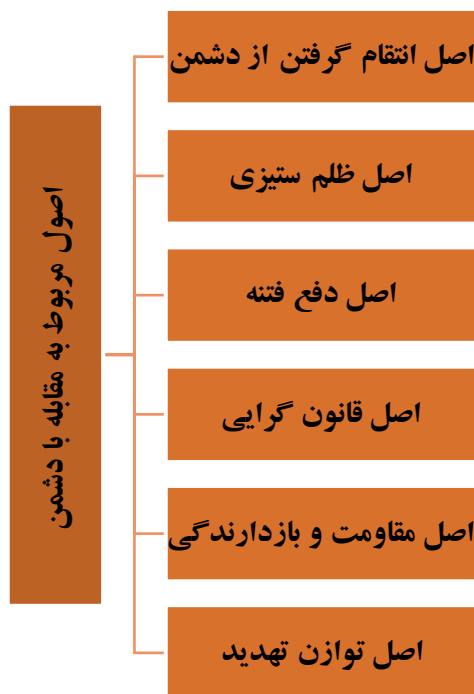 اصول مربوط به مقابله با دشمن
اصل انتقام گرفتن از دشمن
اصل ظلم ستیزی
اصل دفع فتنه
اصل قانون گرایی
اصل مقاومت و بازدارندگی
اصل توازن تهدید